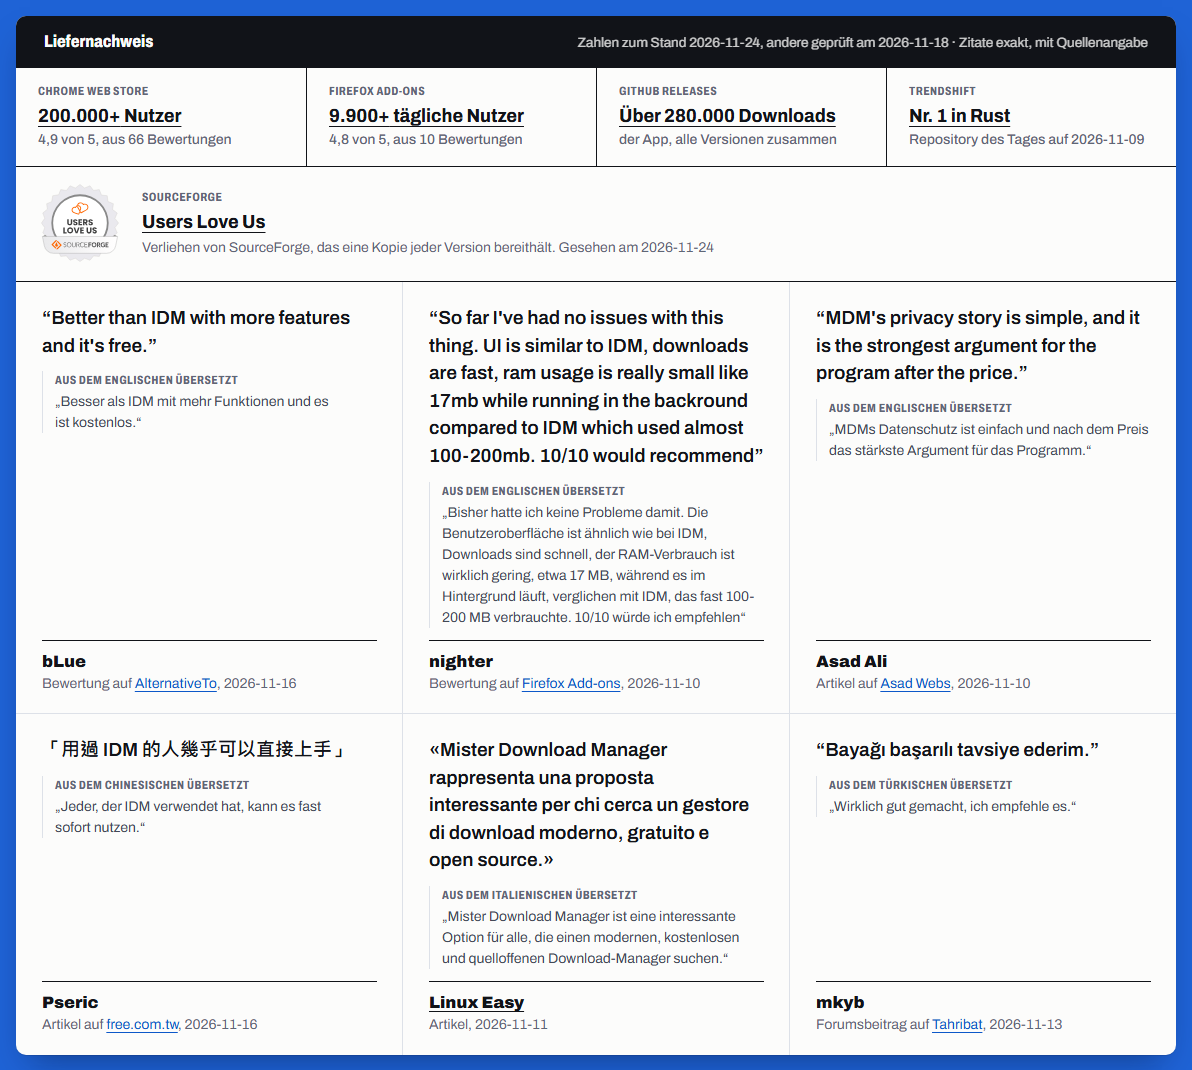 Liefernachweis
Zahlen zum Stand 2026-11-24, andere geprüft am 2026-11-18 · Zitate exakt, mit Quellenangabe
CHROME WEB STORE
200.000+ Nutzer
4,9 von 5, aus 66 Bewertungen
FIREFOX ADD-ONS
9.900+ tägliche Nutzer
4,8 von 5, aus 10 Bewertungen
GITHUB RELEASES
Über 280.000 Downloads
der App, alle Versionen zusammen
TRENDSHIFT
Nr. 1 in Rust
Repository des Tages auf 2026-11-09
USERS
LOVE US
SOURCEFORGE
SOURCEFORGE
Users Love Us
Verliehen von SourceForge, das eine Kopie jeder Version bereithält. Gesehen am 2026-11-24
“Better than IDM with more features
and it's free.”
AUS DEM ENGLISCHEN ÜBERSETZT
„Besser als IDM mit mehr Funktionen und es
ist kostenlos.“
bLue
Bewertung auf AlternativeTo, 2026-11-16
“So far I've had no issues with this
thing. UI is similar to IDM, downloads
are fast, ram usage is really small like
17mb while running in the backround
compared to IDM which used almost
100-200mb. 10/10 would recommend”
AUS DEM ENGLISCHEN ÜBERSETZT
„Bisher hatte ich keine Probleme damit. Die
Benutzeroberfläche ist ähnlich wie bei IDM,
Downloads sind schnell, der RAM-Verbrauch ist
wirklich gering, etwa 17 MB, während es im
Hintergrund läuft, verglichen mit IDM, das fast 100-
200 MB verbrauchte. 10/10 würde ich empfehlen“
nighter
Bewertung auf Firefox Add-ons, 2026-11-10
“MDM's privacy story is simple, and it
is the strongest argument for the
program after the price.”
AUS DEM ENGLISCHEN ÜBERSETZT
„MDMs Datenschutz ist einfach und nach dem Preis
das stärkste Argument für das Programm.“
Asad Ali
Artikel auf Asad Webs, 2026-11-10
「用過 IDM 的人幾乎可以直接上手」
AUS DEM CHINESISCHEN ÜBERSETZT
„Jeder, der IDM verwendet hat, kann es fast
sofort nutzen.“
Pseric
Artikel auf free.com.tw, 2026-11-16
«Mister Download Manager
rappresenta una proposta
interessante per chi cerca un gestore
di download moderno, gratuito e
open source.»
AUS DEM ITALIENISCHEN ÜBERSETZT
„Mister Download Manager ist eine interessante
Option für alle, die einen modernen, kostenlosen
und quelloffenen Download-Manager suchen.“
Linux Easy
Artikel, 2026-11-11
“Bayağı başarılı tavsiye ederim.”
AUS DEM TÜRKISCHEN ÜBERSETZT
„Wirklich gut gemacht, ich empfehle es.“
mkyb
Forumsbeitrag auf Tahribat, 2026-11-13